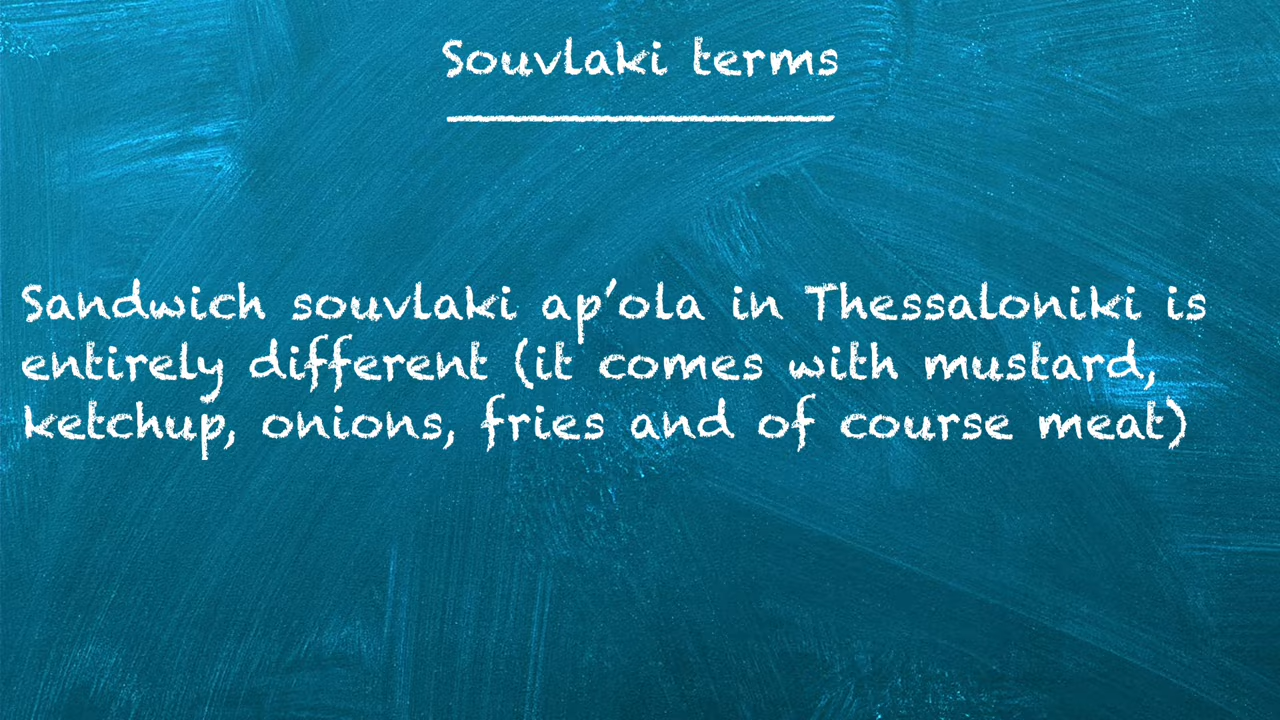 Souvlaki terms
Sandwich souvlaki ap’ola in Thessaloniki is
entirely different (it comes with mustard,
ketchup, onions, fries and of course meat)